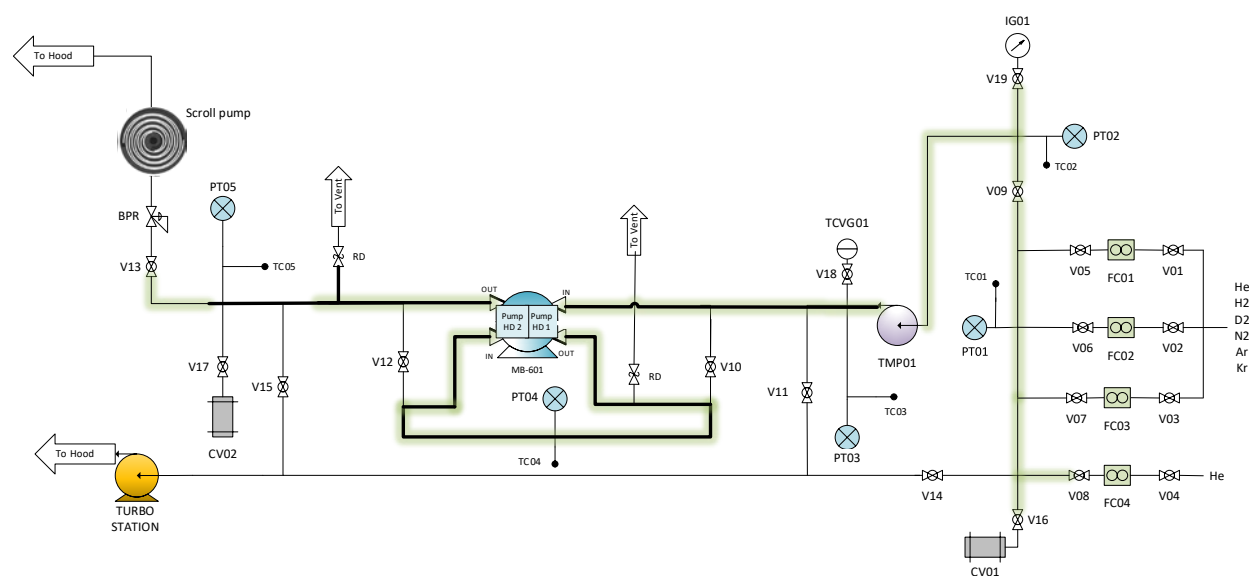 IG01
To Hood
V19
Scroll pump
PT02
TC02
PT05
To Vent
V09
BPR
To Vent
TCVG01
RD
V05
FC01
V01
V13
TC05
V18
TC01
OUT
IN
He
H2
D2
N2
Ar
Kr
Pump
HD 2
Pump
HD 1
TMP01
PT01
V06
FC02
V02
IN
OUT
V12
MB-601
V10
V17
V15
RD
PT04
V11
V07
FC03
V03
TC03
CV02
PT03
To Hood
TC04
He
V14
V08
FC04
V04
TURBO
STATION
V16
CV01